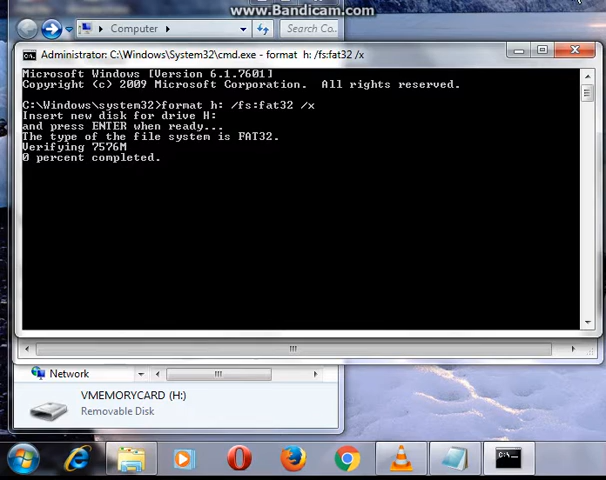 www.Bandicam.com
Computer
Search Co...
Administrator: C:\Windows\System32\cmd.exe - format  h: /fs:fat32 /x
Microsoft Windows [Version 6.1.7601]
Copyright (c) 2009 Microsoft Corporation.  All rights reserved.
C:\Windows\system32>format h: /fs:fat32 /x
Insert new disk for drive H:
and press ENTER when ready...
The type of the file system is FAT32.
Verifying 7576M
0 percent completed.
Network
VMEMORYCARD (H:)
Removable Disk